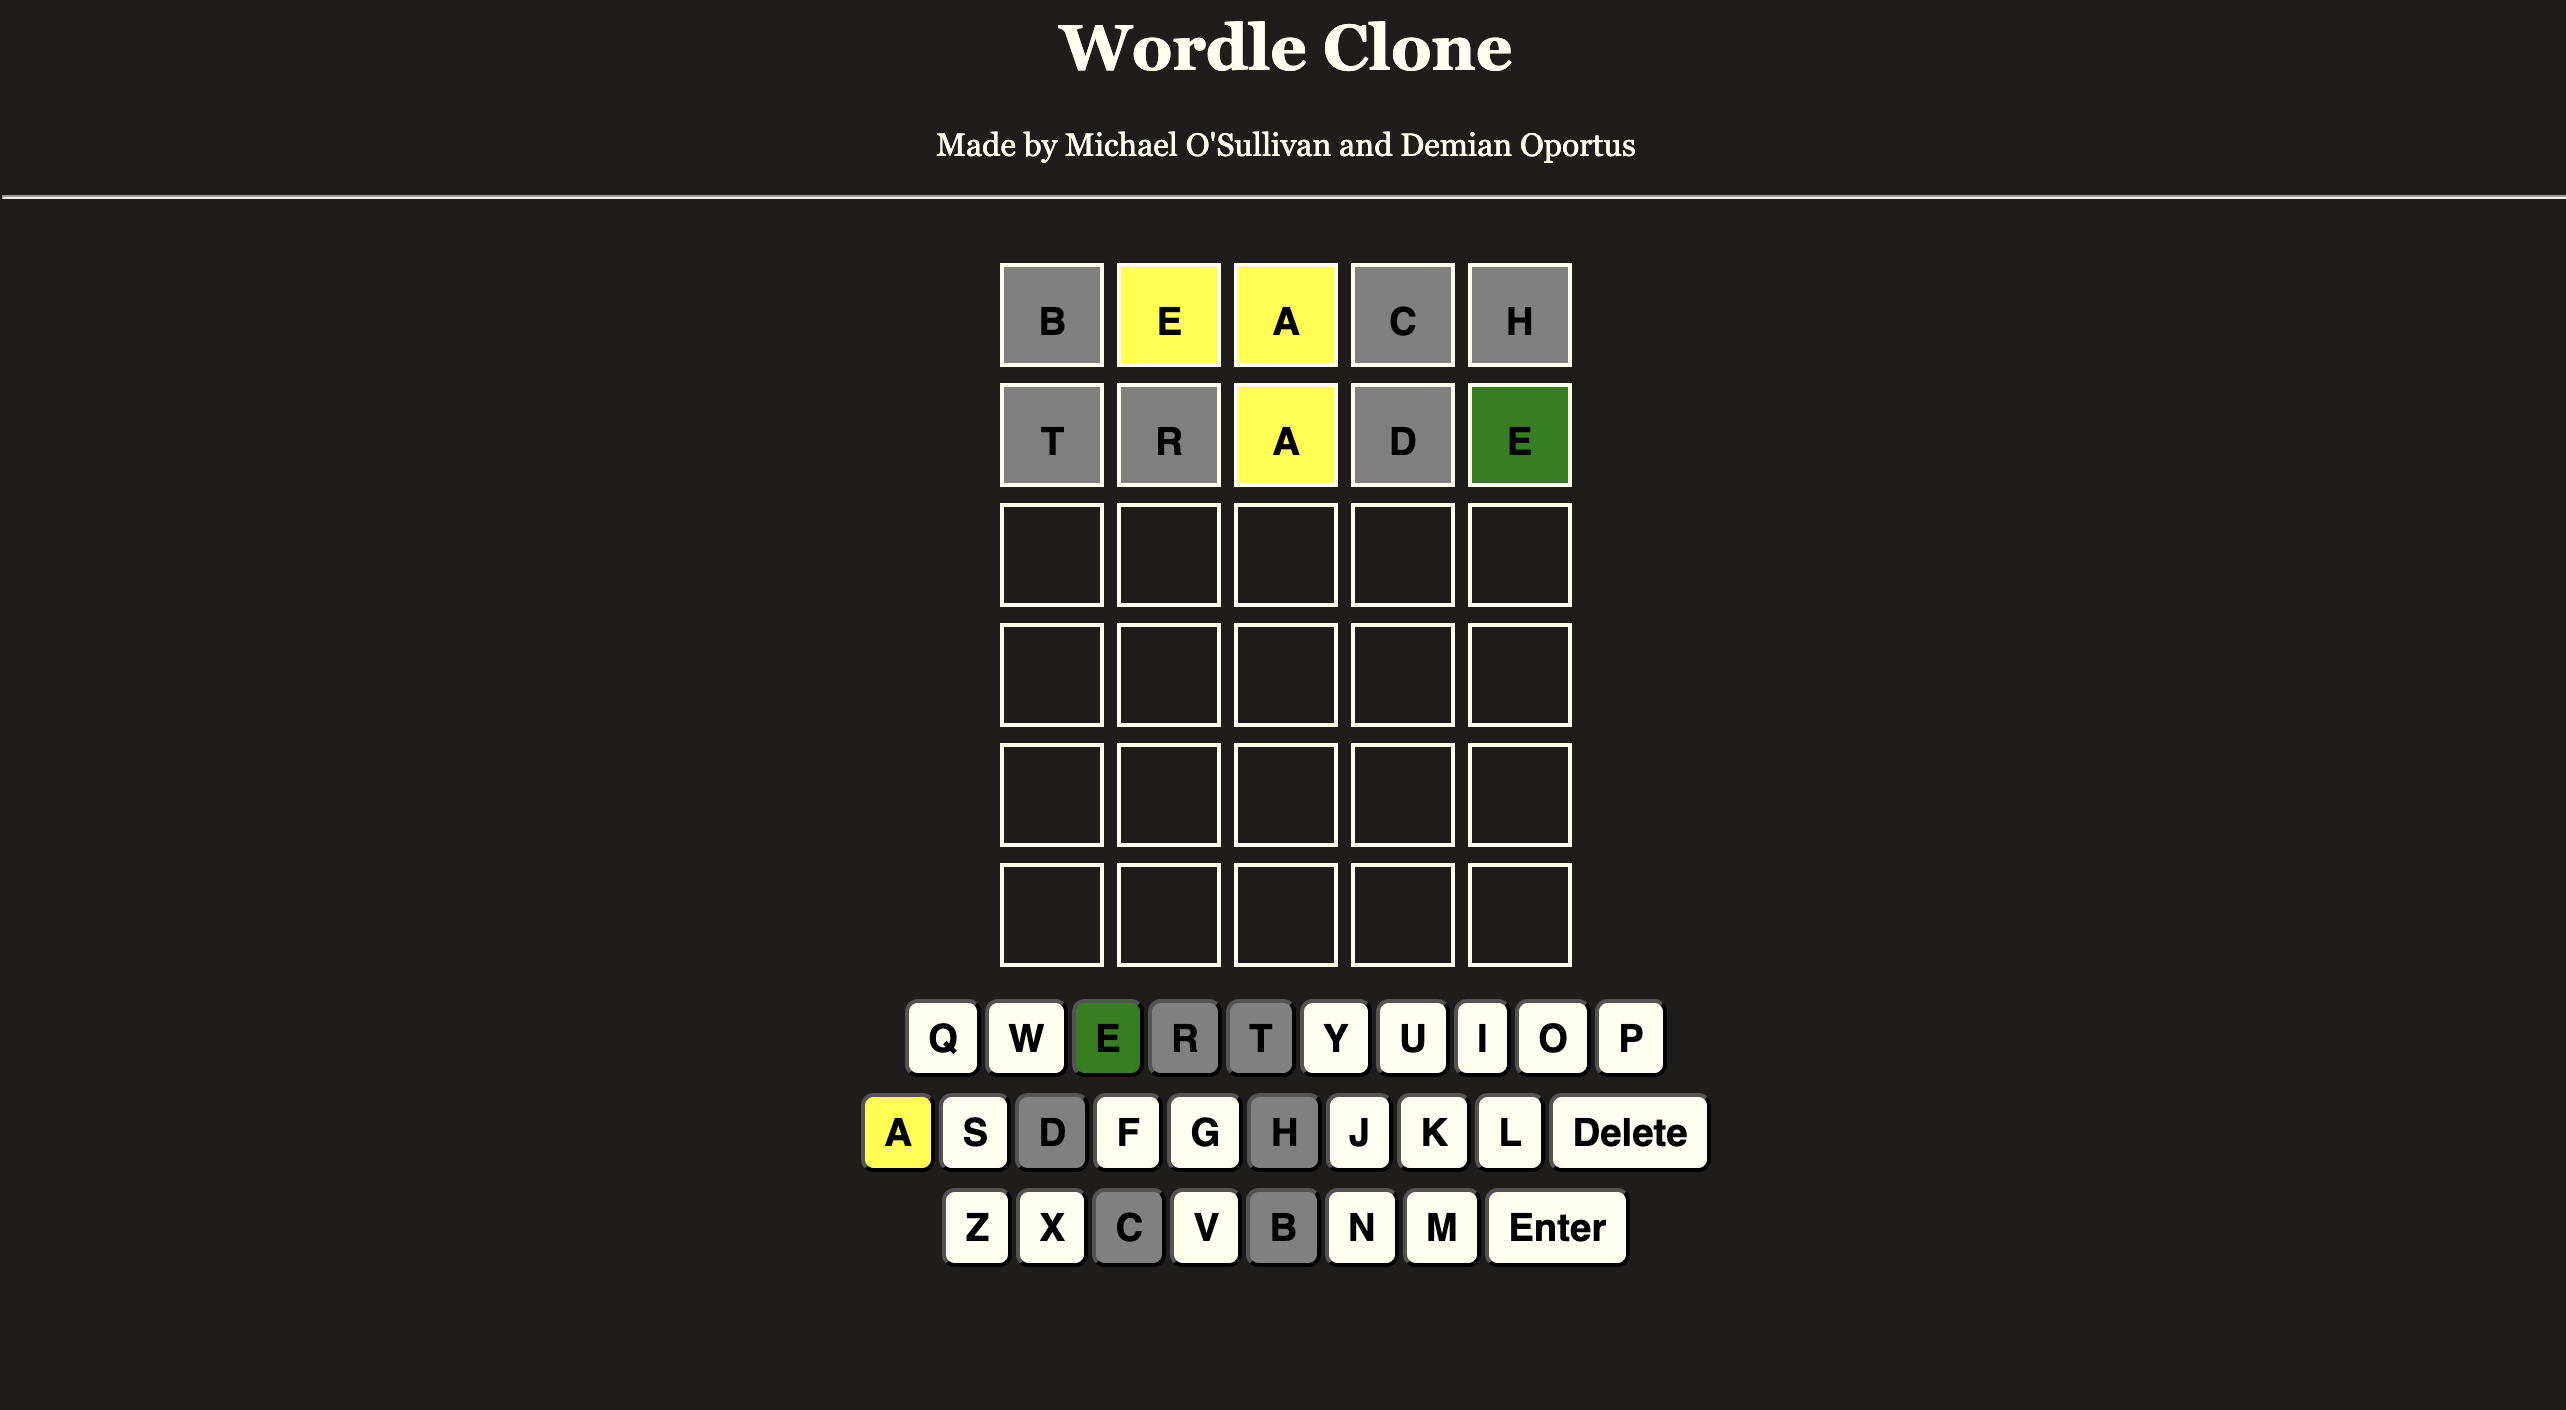 Wordle Clone
Made by Michael O'Sullivan and Demian Oportus
B E A C H
T R A D E
Q W E R T Y U I O P
A S D F G H J K L Delete
Z X C V B N M Enter